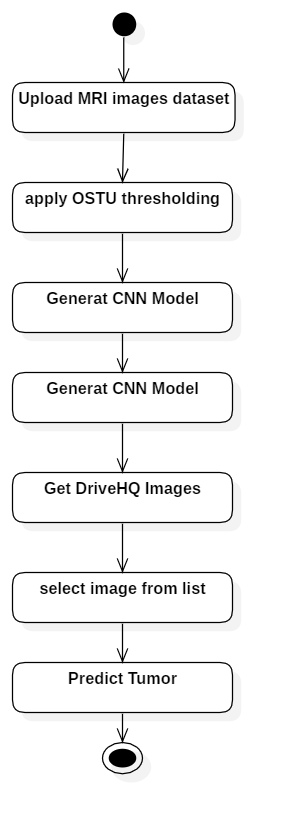 Upload MRI images dataset
apply OSTU thresholding
Generat CNN Model
Generat CNN Model
Get DriveHQ Images
select image from list
Predict Tumor